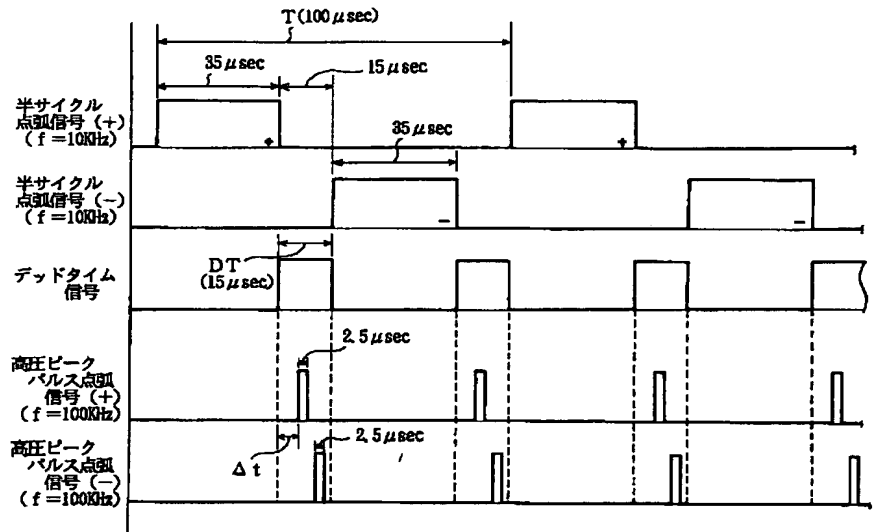 T(100μsec)
35μsec
15μsec
半サイクル
点弧信号(+)
(f=10KHz)
+
+
35μsec
半サイクル
点弧信号(-)
(f=10KHz)
-
-
デッドタイム
信号
DT
(15μsec)
2.5μsec
高圧ピーク
パルス点弧
信号(+)
(f=100KHz)
2.5μsec
高圧ピーク
パルス点弧
信号(-)
(f=100KHz)
Δt